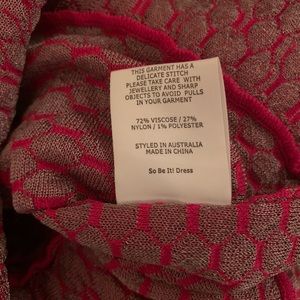 THIS GARMENT HAS A
DELICATE STITCH
PLEASE TAKE CARE WITH
JEWELLERY AND SHARP
OBJECTS TO AVOID PULLS
IN YOUR GARMENT
72% VISCOSE / 27%
NYLON / 1% POLYESTER
STYLED IN AUSTRALIA
MADE IN CHINA
So Be It! Dress